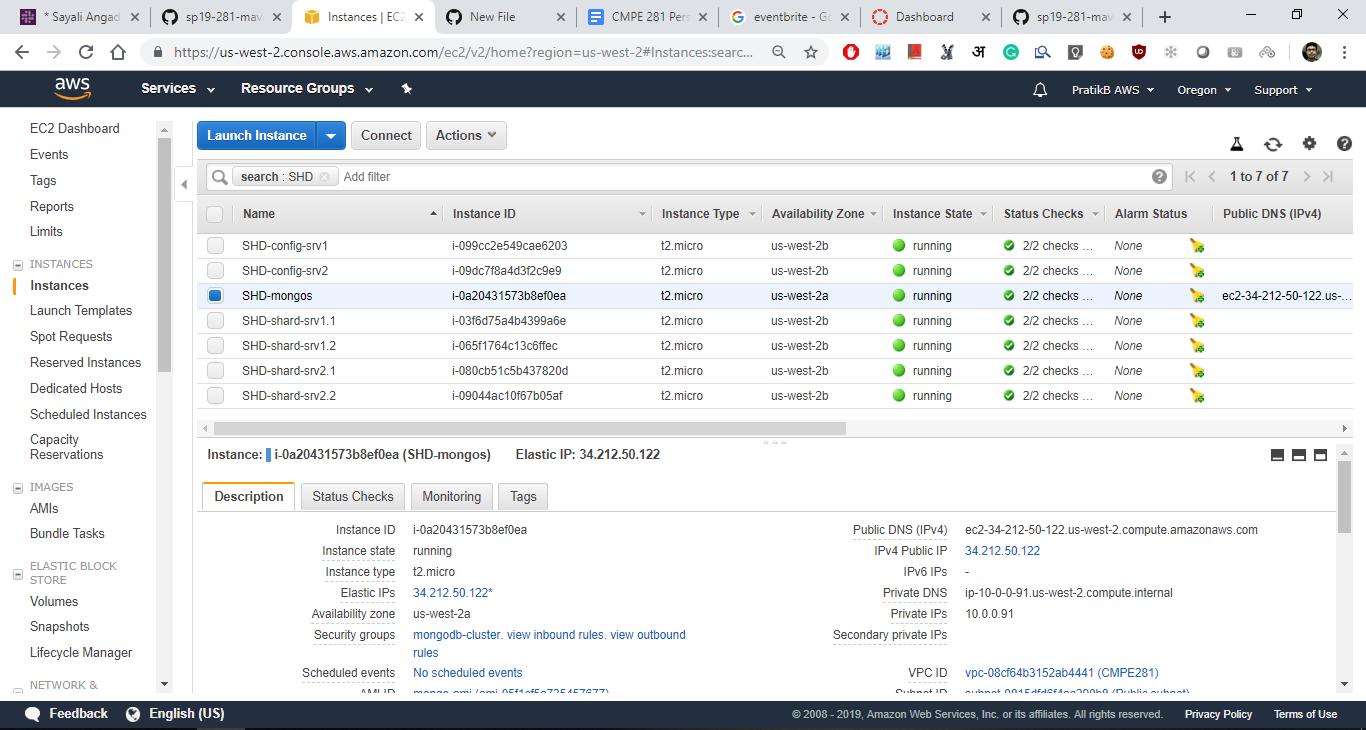 * Sayali Angad
sp19-281-mav
Instances | EC2
New File
CMPE 281 Pers
eventbrite - Go
Dashboard
sp19-281-mav
https://us-west-2.console.aws.amazon.com/ec2/v2/home?region=us-west-2#Instances:searc...
aws
Services
Resource Groups
PratikB AWS
Oregon
Support
EC2 Dashboard
Events
Tags
Reports
Limits
INSTANCES
Instances
Launch Templates
Spot Requests
Reserved Instances
Dedicated Hosts
Scheduled Instances
Capacity
Reservations
IMAGES
AMIs
Bundle Tasks
ELASTIC BLOCK
STORE
Volumes
Snapshots
Lifecycle Manager
NETWORK &
Launch Instance
Connect
Actions
search : SHD
Add filter
1 to 7 of 7
Name Instance ID Instance Type Availability Zone Instance State Status Checks Alarm Status Public DNS (IPv4)
SHD-config-srv1 i-099cc2e549cae6203 t2.micro us-west-2b running 2/2 checks ... None
SHD-config-srv2 i-09dc7f8a4d3f2c9e9 t2.micro us-west-2b running 2/2 checks ... None
SHD-mongos i-0a20431573b8ef0ea t2.micro us-west-2a running 2/2 checks ... None ec2-34-212-50-122.us-...
SHD-shard-srv1.1 i-03f6d75a4b4399a6e t2.micro us-west-2b running 2/2 checks ... None
SHD-shard-srv1.2 i-065f1764c13c6ffec t2.micro us-west-2b running 2/2 checks ... None
SHD-shard-srv2.1 i-080cb51c5b437820d t2.micro us-west-2b running 2/2 checks ... None
SHD-shard-srv2.2 i-09044ac10f67b05af t2.micro us-west-2b running 2/2 checks ... None
Instance: i-0a20431573b8ef0ea (SHD-mongos) Elastic IP: 34.212.50.122
Description Status Checks Monitoring Tags
Instance ID i-0a20431573b8ef0ea
Instance state running
Instance type t2.micro
Elastic IPs 34.212.50.122*
Availability zone us-west-2a
Security groups mongodb-cluster. view inbound rules. view outbound
rules
Scheduled events No scheduled events
Public DNS (IPv4) ec2-34-212-50-122.us-west-2.compute.amazonaws.com
IPv4 Public IP 34.212.50.122
IPv6 IPs -
Private DNS ip-10-0-0-91.us-west-2.compute.internal
Private IPs 10.0.0.91
Secondary private IPs
VPC ID vpc-08cf64b3152ab4441 (CMPE281)
Feedback
English (US)
© 2008 - 2019, Amazon Web Services, Inc. or its affiliates. All rights reserved.
Privacy Policy
Terms of Use